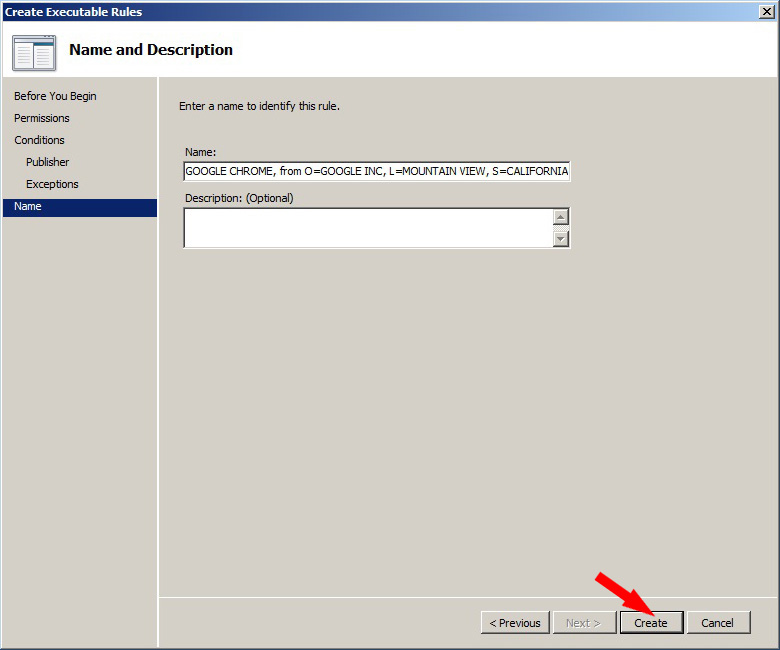 Create Executable Rules
Name and Description
Before You Begin
Permissions
Conditions
Publisher
Exceptions
Name
Enter a name to identify this rule.
Name:
GOOGLE CHROME, from O=GOOGLE INC, L=MOUNTAIN VIEW, S=CALIFORNIA
Description: (Optional)
< Previous
Next >
Create
Cancel